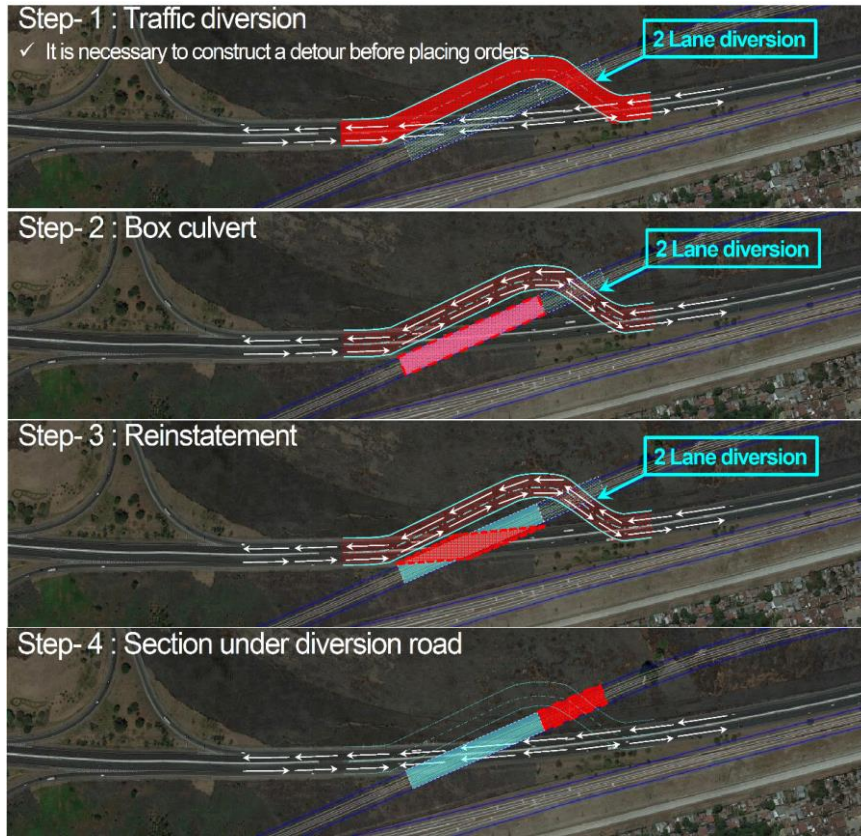 Step- 1 : Traffic diversion
✓ It is necessary to construct a detour before placing orders.
2 Lane diversion
Step- 2 : Box culvert
2 Lane diversion
Step- 3 : Reinstatement
2 Lane diversion
Step- 4 : Section under diversion road